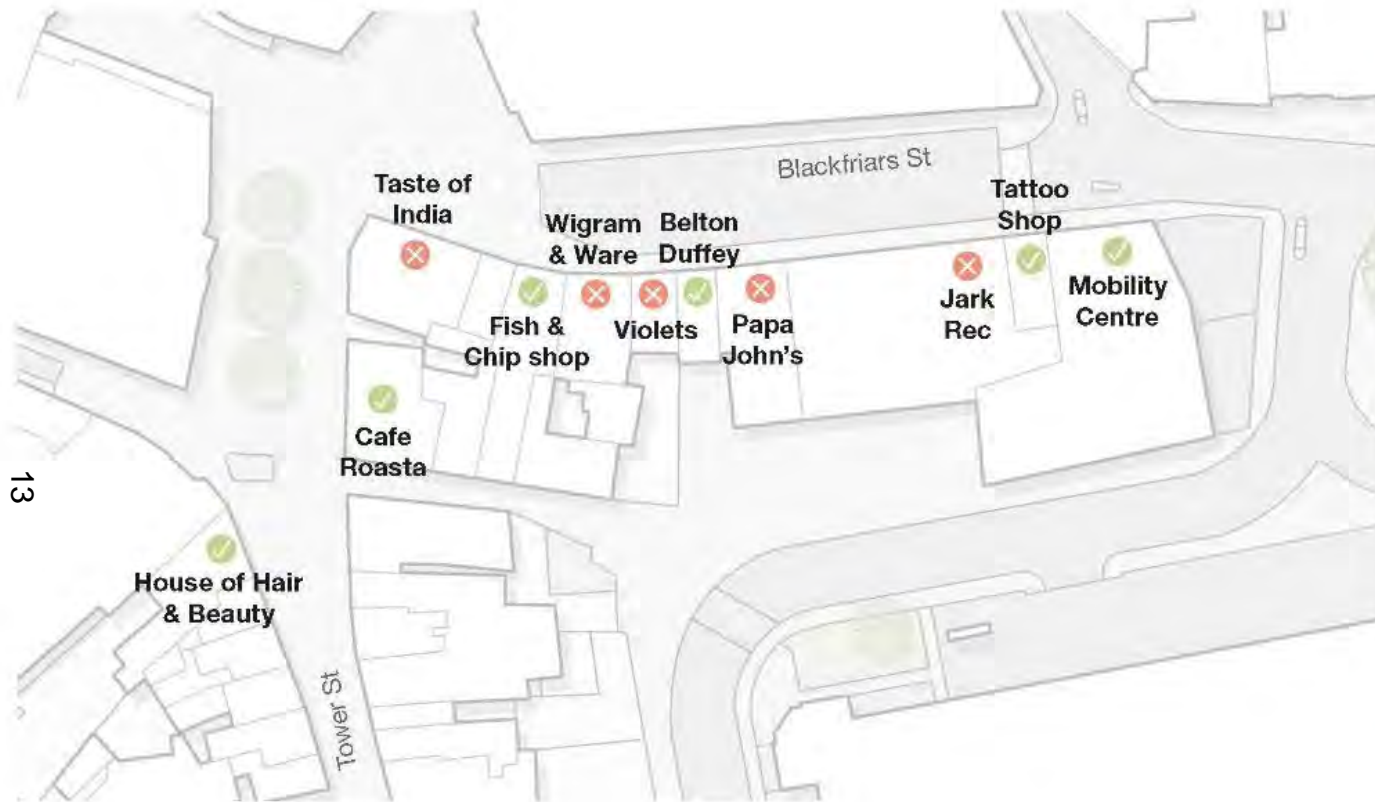 Blackfriars St
Taste of
India
Tattoo
Shop
Wigram
& Ware
Belton
Duffey
Mobility
Centre
Jark
Rec
Fish &
Chip shop
Violets
Papa
John's
Cafe
Roasta
13
House of Hair
& Beauty
Tower St